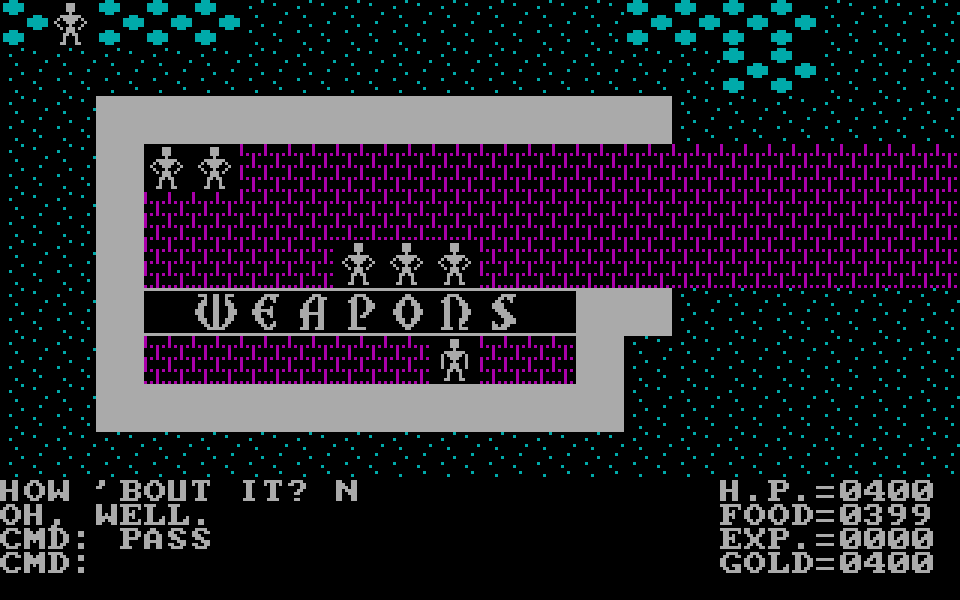 WEAPONS
HOW 'BOUT IT? N
OH, WELL.
CMD: PASS
CMD:
H.P.=0400
FOOD=0399
EXP.=0000
GOLD=0400